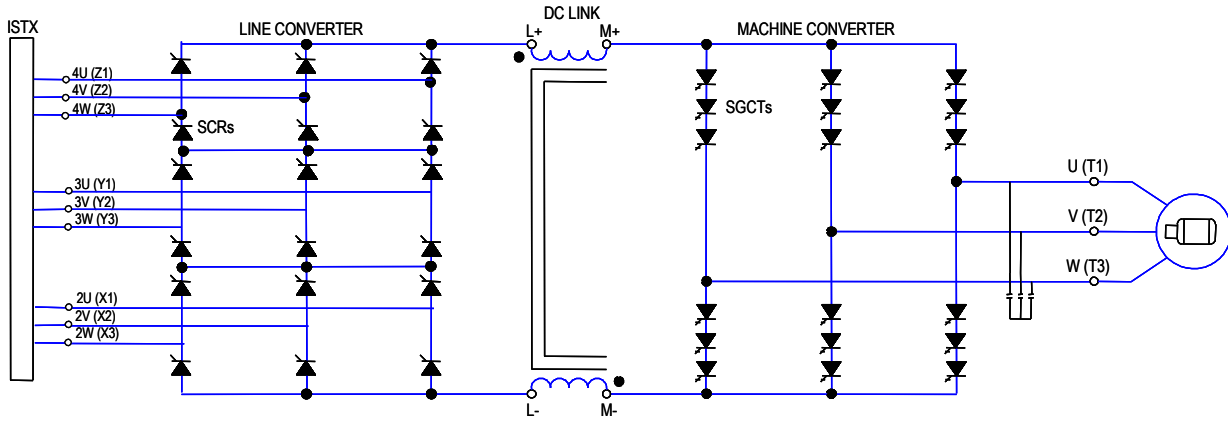 ISTX
LINE CONVERTER
DC LINK
L+
M+
MACHINE CONVERTER
4U (Z1)
4V (Z2)
4W (Z3)
SCRs
SGCTs
3U (Y1)
3V (Y2)
3W (Y3)
U (T1)
V (T2)
W (T3)
2U (X1)
2V (X2)
2W (X3)
L-
M-